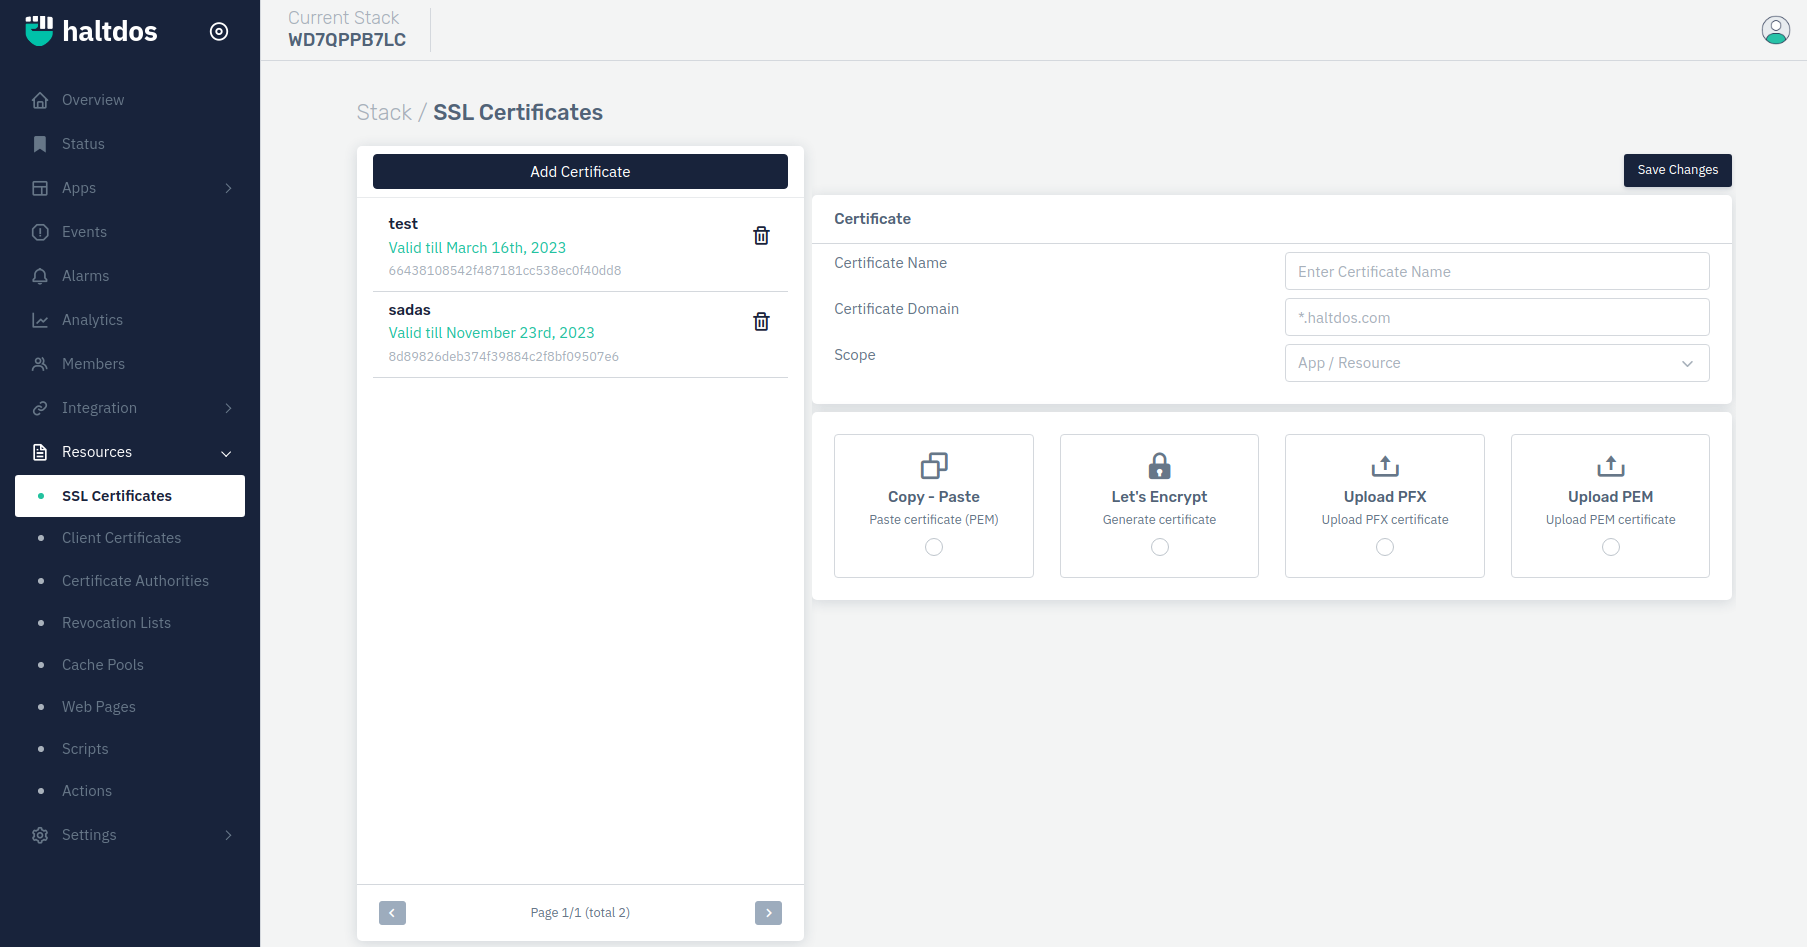 haltdos
Current Stack
WD7QPPB7LC
Overview
Status
Apps
Events
Alarms
Analytics
Members
Integration
Resources
SSL Certificates
Client Certificates
Certificate Authorities
Revocation Lists
Cache Pools
Web Pages
Scripts
Actions
Settings
Stack / SSL Certificates
Add Certificate
test
Valid till March 16th, 2023
66438108542f487181cc538ec0f40dd8
sadas
Valid till November 23rd, 2023
8d89826deb374f39884c2f8bf09507e6
Page 1/1 (total 2)
Save Changes
Certificate
Certificate Name
Enter Certificate Name
Certificate Domain
*.haltdos.com
Scope
App / Resource
Copy - Paste
Paste certificate (PEM)
Let's Encrypt
Generate certificate
Upload PFX
Upload PFX certificate
Upload PEM
Upload PEM certificate